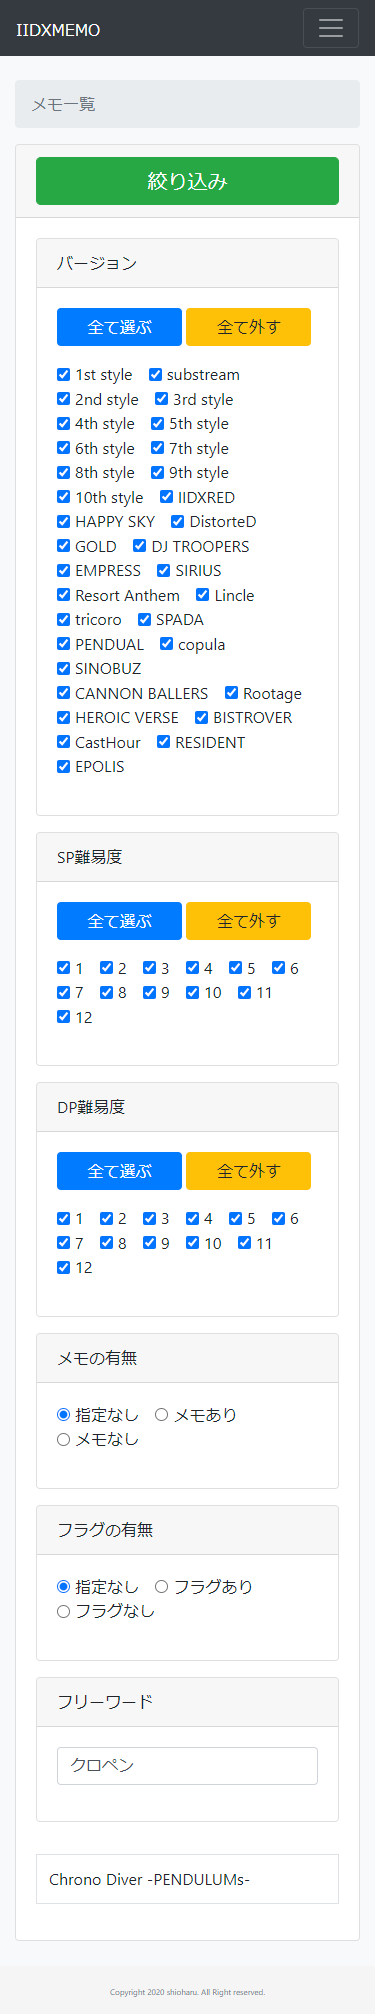 IIDXMEMO
メモ一覧
絞り込み
バージョン
全て選ぶ 全て外す
1st style substream
2nd style 3rd style
4th style 5th style
6th style 7th style
8th style 9th style
10th style IIDXRED
HAPPY SKY DistorteD
GOLD DJ TROOPERS
EMPRESS SIRIUS
Resort Anthem Lincle
tricoro SPADA
PENDUAL copula
SINOBUZ
CANNON BALLERS Rootage
HEROIC VERSE BISTROVER
CastHour RESIDENT
EPOLIS
SP難易度
全て選ぶ 全て外す
1 2 3 4 5 6
7 8 9 10 11
12
DP難易度
全て選ぶ 全て外す
1 2 3 4 5 6
7 8 9 10 11
12
メモの有無
指定なし メモあり
メモなし
フラグの有無
指定なし フラグあり
フラグなし
フリーワード
クロペン
Chrono Diver -PENDULUMs-
Copyright 2020 shioharu. All Right reserved.